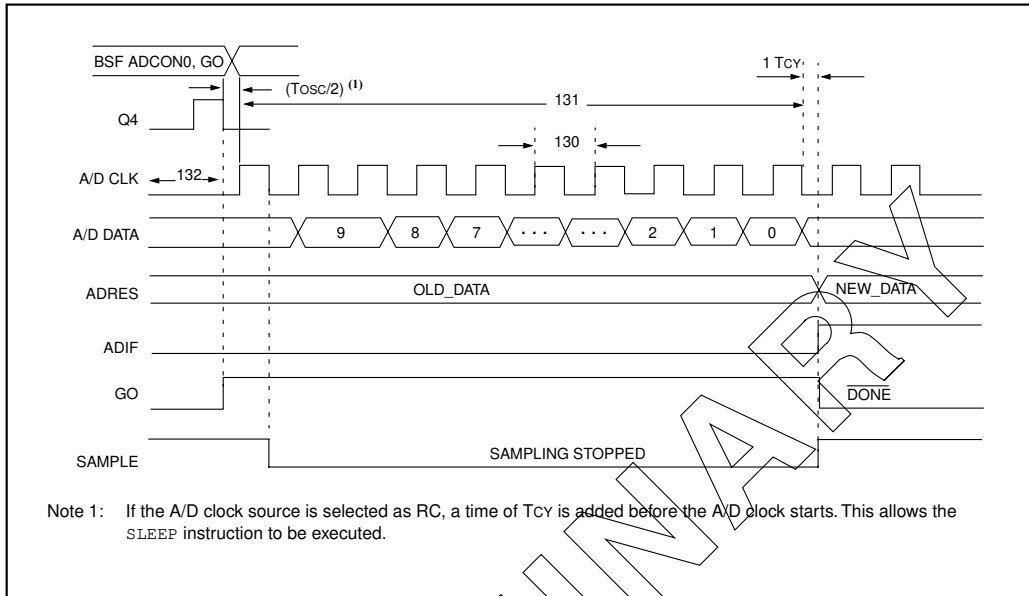 BSF ADCON0, GO
1 TCY
(TOSC/2) (1)
131
Q4
130
A/D CLK
132
A/D DATA
9 8 7 · · · · · · 2 1 0
ADRES
OLD_DATA
NEW_DATA
ADIF
GO
DONE
SAMPLE
SAMPLING STOPPED
Note 1: If the A/D clock source is selected as RC, a time of TCY is added before the A/D clock starts. This allows the
SLEEP instruction to be executed.
INARY